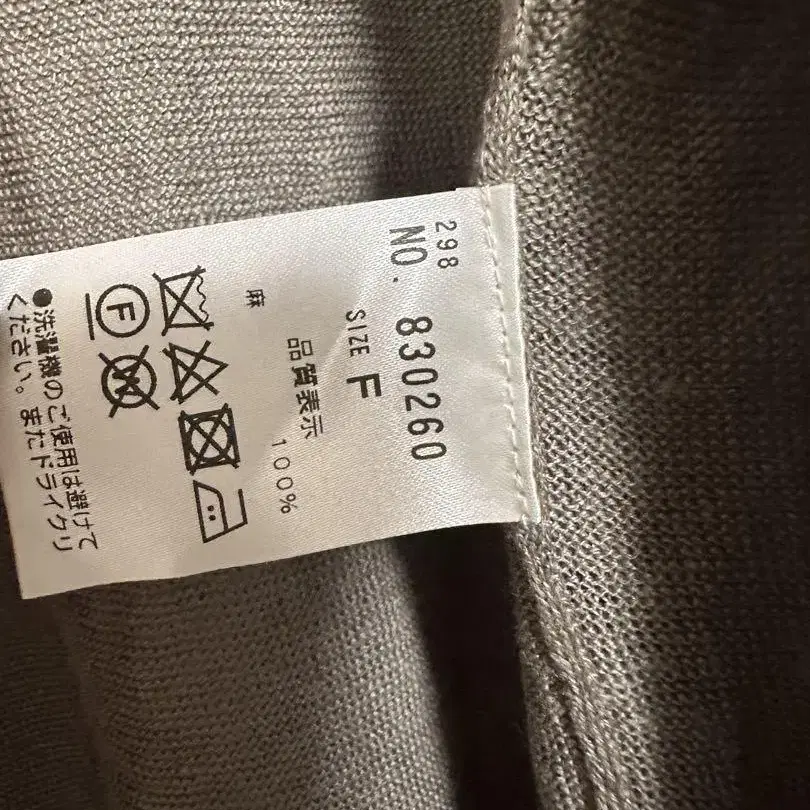 298
NO. 830260
SIZE F
品質表示
麻 100%
F
W
●洗濯機のご使用は避けて
ください。またドライクリ